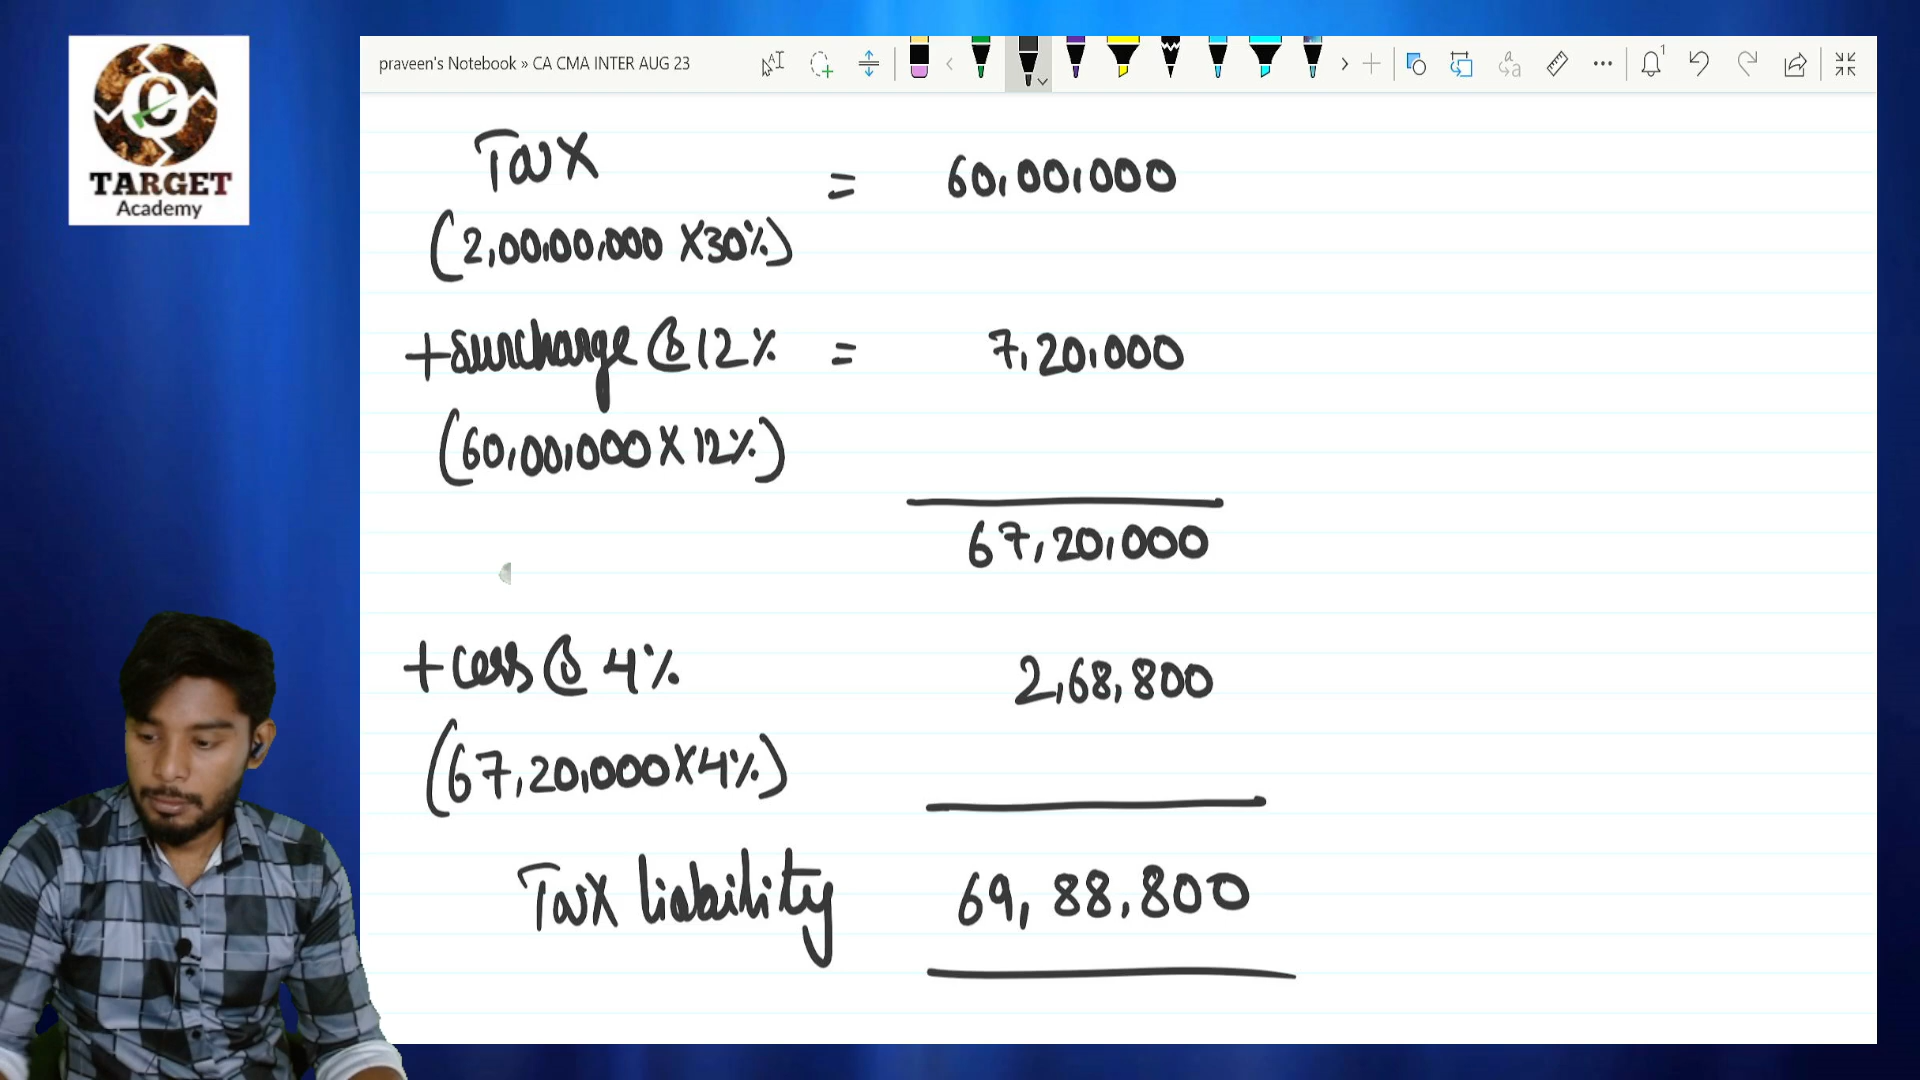 TARGET
Academy
praveen's Notebook » CA CMA INTER AUG 23
Tax = 60,00,000
(2,00,00,000 X30%)
+surcharge @ 12% = 7,20,000
(60,00,000 X 12%)
67,20,000
+cess @ 4% 2,68,800
(67,20,000X4%)
Tax liability 69,88,800